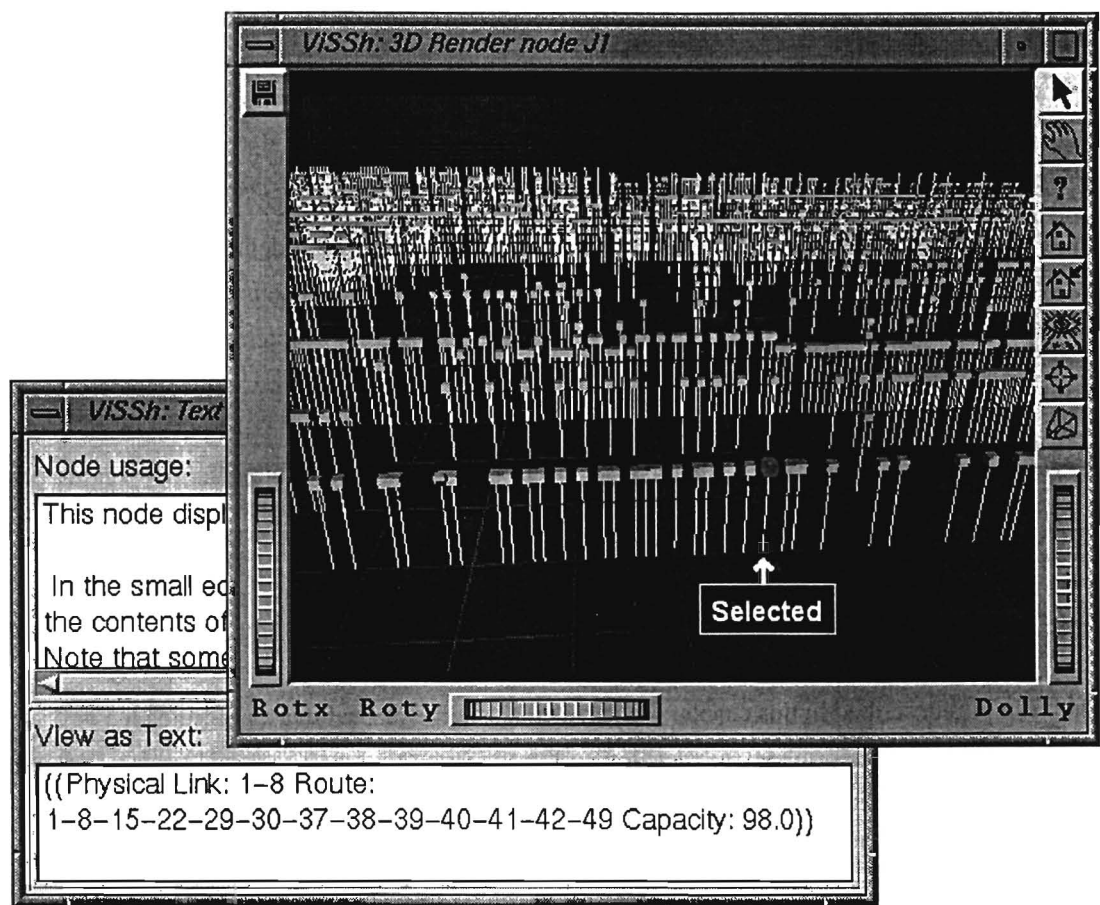 ViSSh: 3D Render node J1
?
Selected
Rotx Roty
Dolly
ViSSh: Text
Node usage:
This node displ
In the small ed
the contents of
Note that some
View as Text:
((Physical Link: 1–8 Route:
1–8–15–22–29–30–37–38–39–40–41–42–49 Capacity: 98.0))